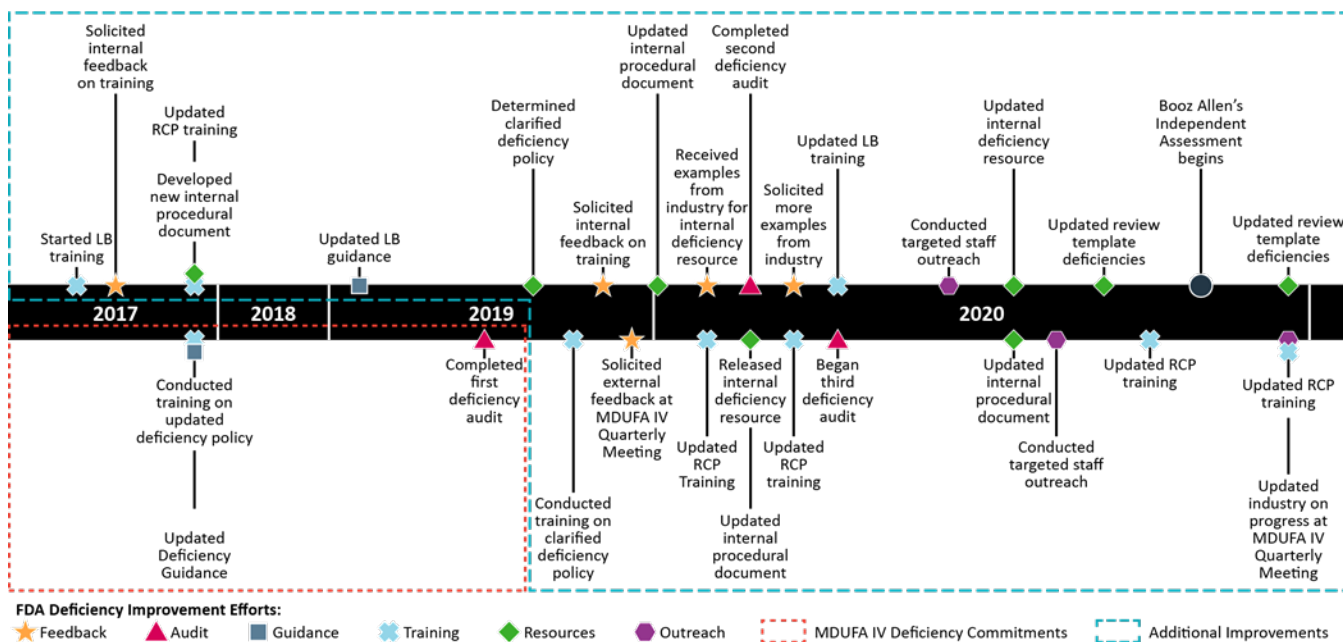 Solicited
internal
feedback
on training
Updated
RCP training
Developed
new internal
procedural
document
Started LB
training
Updated LB
guidance
Determined
clarified
deficiency
policy
Solicited
internal
feedback on
training
Updated
internal
procedural
document
Received
examples
from
industry for
internal
deficiency
resource
Completed
second
deficiency
audit
Solicited
more
examples
from
industry
Updated LB
training
Conducted
targeted staff
outreach
Updated
internal
deficiency
resource
Updated review
template
deficiencies
Booz Allen’s
Independent
Assessment
begins
Updated review
template
deficiencies
2017
2018
2019
2020
Conducted
training on
updated
deficiency policy
Updated
Deficiency
Guidance
Completed
first
deficiency
audit
Conducted
training on
clarified
deficiency
policy
Solicited
external
feedback at
MDUFA IV
Quarterly
Meeting
Updated
RCP
Training
Released
internal
deficiency
resource
Updated
internal
procedural
document
Updated
RCP
training
Began
third
deficiency
audit
Updated
internal
procedural
document
Conducted
targeted staff
outreach
Updated RCP
training
Updated RCP
training
Updated
industry on
progress at
MDUFA IV
Quarterly
Meeting
FDA Deficiency Improvement Efforts:
Feedback Audit Guidance Training Resources Outreach MDUFA IV Deficiency Commitments Additional Improvements